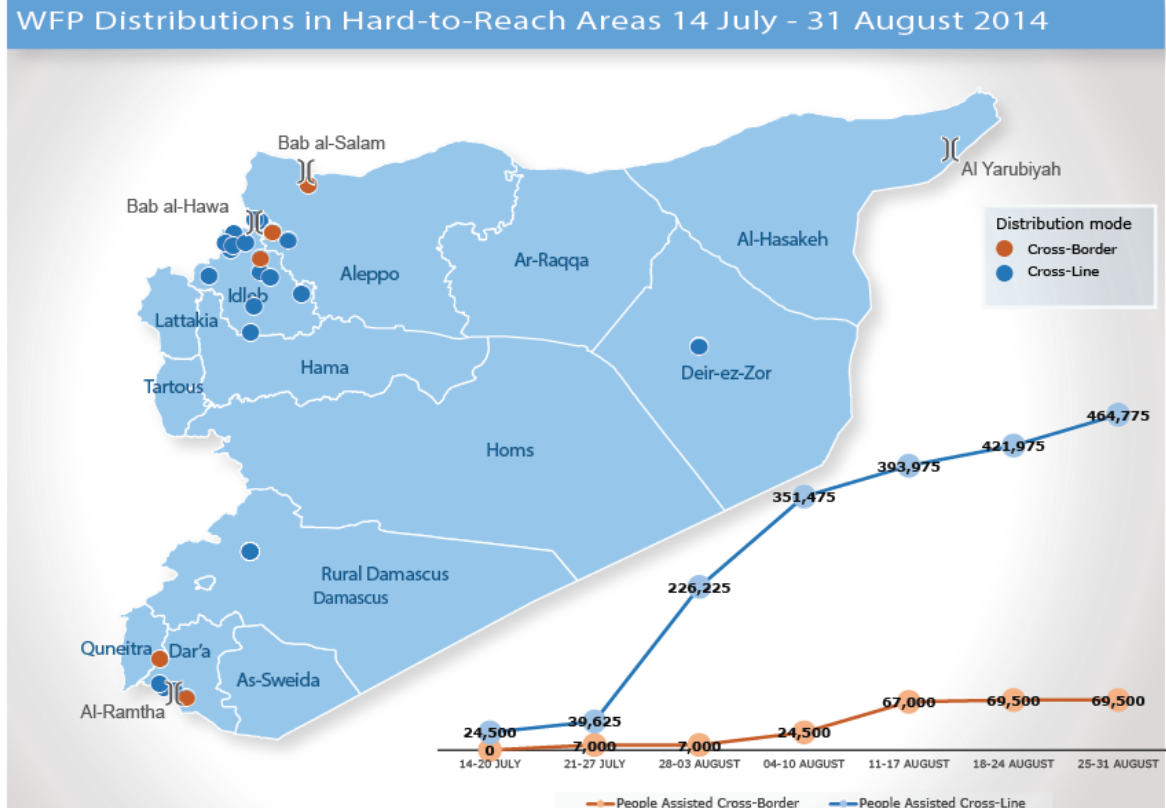 WFP Distributions in Hard-to-Reach Areas 14 July - 31 August 2014
Bab al-Salam
Al Yarubiyah
Bab al-Hawa
Distribution mode
Cross-Border
Cross-Line
Al-Hasakeh
Ar-Raqqa
Aleppo
Idleb
Lattakia
Hama
Deir-ez-Zor
Tartous
Homs
Rural Damascus
Damascus
Quneitra
Dar'a
As-Sweida
Al-Ramtha
24,500
39,625
226,225
351,475
393,975
421,975
464,775
0
7,000
7,000
24,500
67,000
69,500
69,500
14-20 JULY
21-27 JULY
28-03 AUGUST
04-10 AUGUST
11-17 AUGUST
18-24 AUGUST
25-31 AUGUST
People Assisted Cross-Border
People Assisted Cross-Line